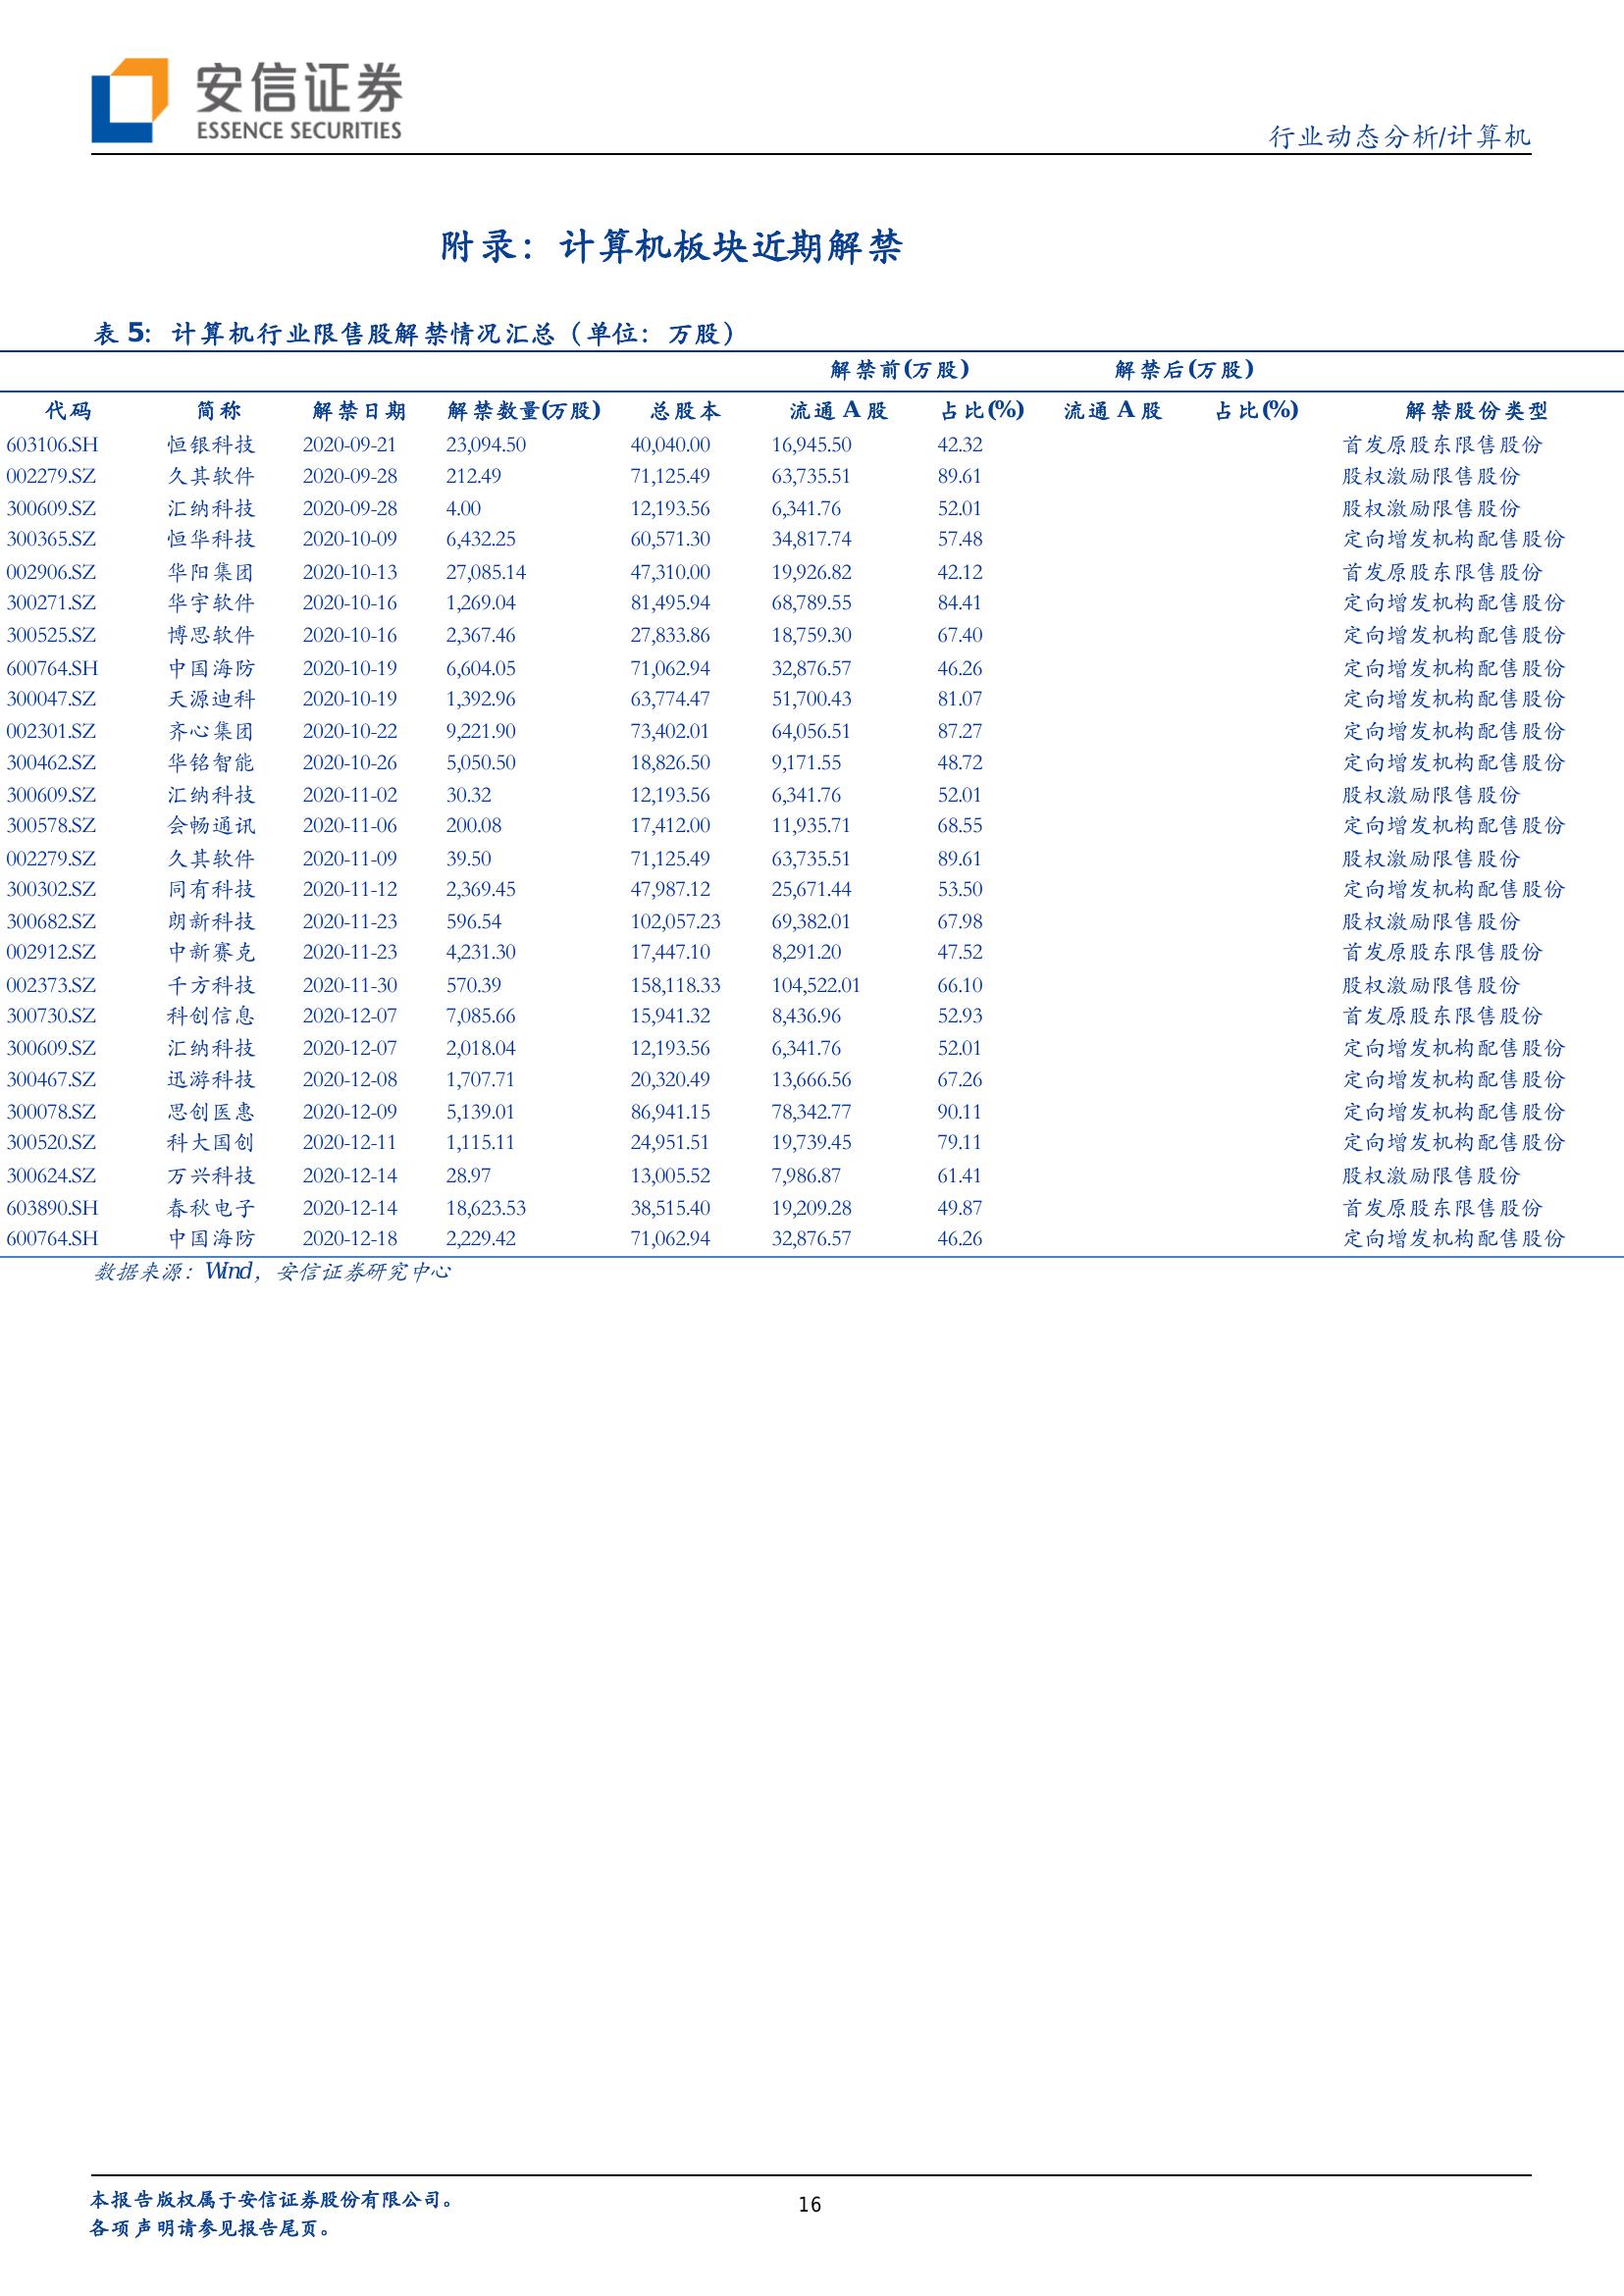 安信证券
ESSENCE SECURITIES
行业动态分析/计算机
附录：计算机板块近期解禁
表 5：计算机行业限售股解禁情况汇总（单位：万股）
解禁前(万股) 解禁后(万股)
代码 简称 解禁日期 解禁数量(万股) 总股本 流通 A 股 占比(%) 流通 A 股 占比(%) 解禁股份类型
603106.SH 恒银科技 2020-09-21 23,094.50 40,040.00 16,945.50 42.32 首发原股东限售股份
002279.SZ 久其软件 2020-09-28 212.49 71,125.49 63,735.51 89.61 股权激励限售股份
300609.SZ 汇纳科技 2020-09-28 4.00 12,193.56 6,341.76 52.01 股权激励限售股份
300365.SZ 恒华科技 2020-10-09 6,432.25 60,571.30 34,817.74 57.48 定向增发机构配售股份
002906.SZ 华阳集团 2020-10-13 27,085.14 47,310.00 19,926.82 42.12 首发原股东限售股份
300271.SZ 华宇软件 2020-10-16 1,269.04 81,495.94 68,789.55 84.41 定向增发机构配售股份
300525.SZ 博思软件 2020-10-16 2,367.46 27,833.86 18,759.30 67.40 定向增发机构配售股份
600764.SH 中国海防 2020-10-19 6,604.05 71,062.94 32,876.57 46.26 定向增发机构配售股份
300047.SZ 天源迪科 2020-10-19 1,392.96 63,774.47 51,700.43 81.07 定向增发机构配售股份
002301.SZ 齐心集团 2020-10-22 9,221.90 73,402.01 64,056.51 87.27 定向增发机构配售股份
300462.SZ 华铭智能 2020-10-26 5,050.50 18,826.50 9,171.55 48.72 定向增发机构配售股份
300609.SZ 汇纳科技 2020-11-02 30.32 12,193.56 6,341.76 52.01 股权激励限售股份
300578.SZ 会畅通讯 2020-11-06 200.08 17,412.00 11,935.71 68.55 定向增发机构配售股份
002279.SZ 久其软件 2020-11-09 39.50 71,125.49 63,735.51 89.61 股权激励限售股份
300302.SZ 同有科技 2020-11-12 2,369.45 47,987.12 25,671.44 53.50 定向增发机构配售股份
300682.SZ 朗新科技 2020-11-23 596.54 102,057.23 69,382.01 67.98 股权激励限售股份
002912.SZ 中新赛克 2020-11-23 4,231.30 17,447.10 8,291.20 47.52 首发原股东限售股份
002373.SZ 千方科技 2020-11-30 570.39 158,118.33 104,522.01 66.10 股权激励限售股份
300730.SZ 科创信息 2020-12-07 7,085.66 15,941.32 8,436.96 52.93 首发原股东限售股份
300609.SZ 汇纳科技 2020-12-07 2,018.04 12,193.56 6,341.76 52.01 定向增发机构配售股份
300467.SZ 迅游科技 2020-12-08 1,707.71 20,320.49 13,666.56 67.26 定向增发机构配售股份
300078.SZ 思创医惠 2020-12-09 5,139.01 86,941.15 78,342.77 90.11 定向增发机构配售股份
300520.SZ 科大国创 2020-12-11 1,115.11 24,951.51 19,739.45 79.11 定向增发机构配售股份
300624.SZ 万兴科技 2020-12-14 28.97 13,005.52 7,986.87 61.41 股权激励限售股份
603890.SH 春秋电子 2020-12-14 18,623.53 38,515.40 19,209.28 49.87 首发原股东限售股份
600764.SH 中国海防 2020-12-18 2,229.42 71,062.94 32,876.57 46.26 定向增发机构配售股份
数据来源：Wind，安信证券研究中心
本报告版权属于安信证券股份有限公司。
16
各项声明请参见报告尾页。